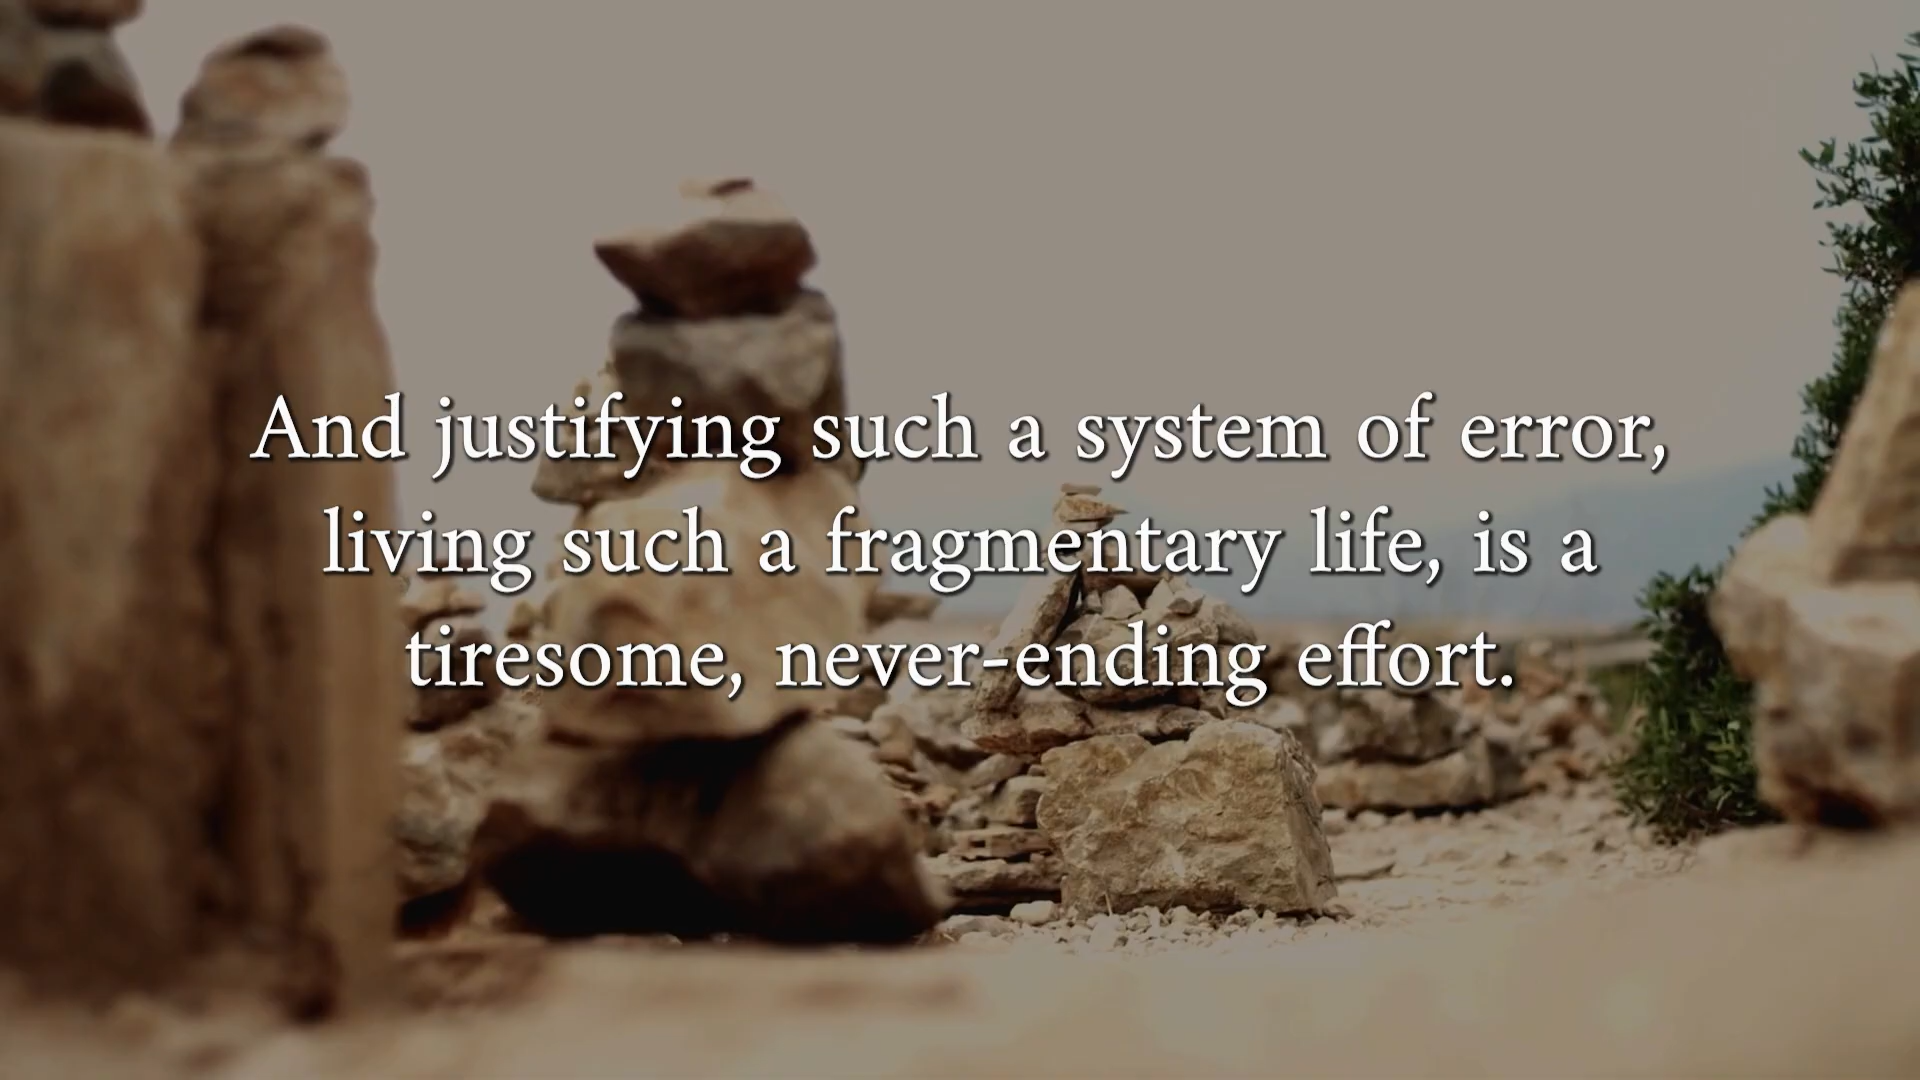 And justifying such a system of error,
living such a fragmentary life, is a
tiresome, never-ending effort.